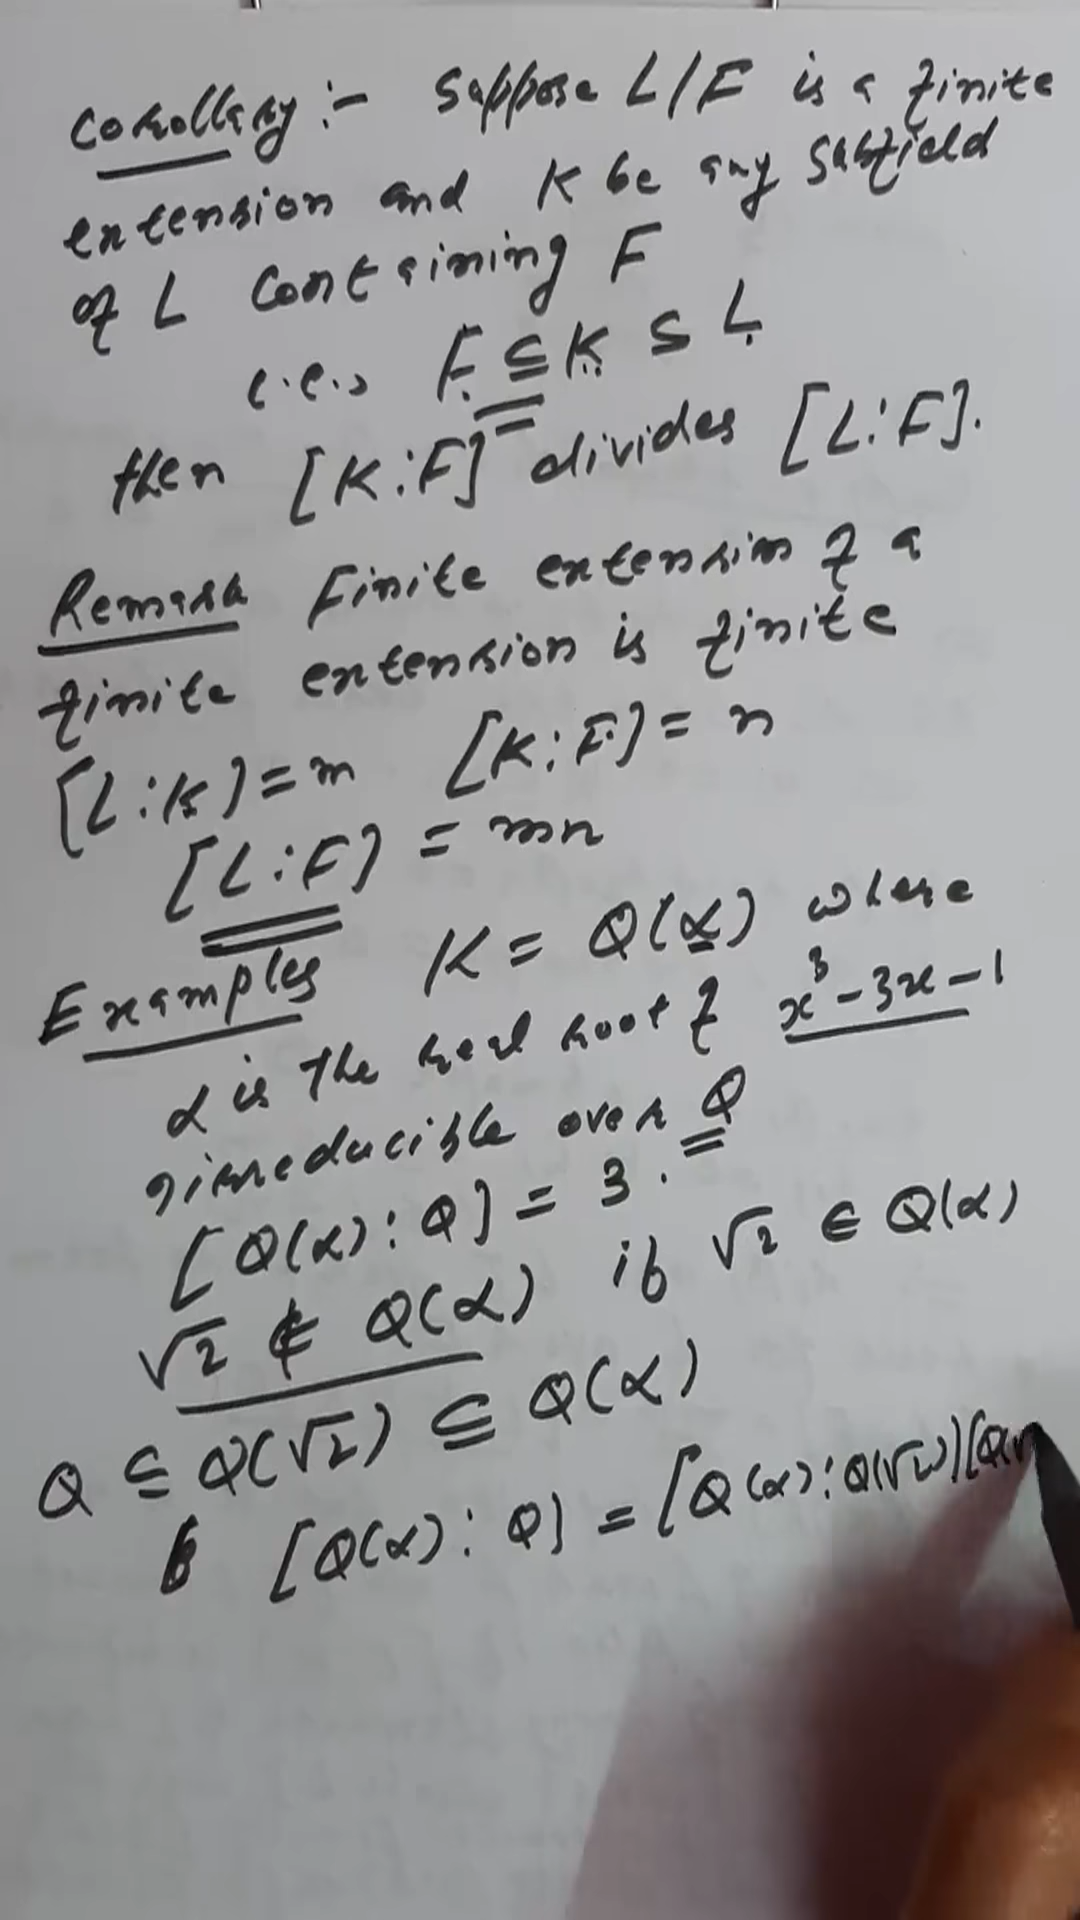 Corollary :- Suppose L/F is a finite
extension and K be any subfield
of L containing F
i.e., F ⊆ K ⊆ L
then [K:F] divides [L:F].
Remark Finite extension of a
finite extension is finite
[L:K] = m [K:F] = n
[L:F] = mn
Examples K = Q(α) where
α is the real root of x³-3x-1
irreducible over Q
[Q(α):Q] = 3.
√2 ∉ Q(α) if √2 ∈ Q(α)
Q ⊆ Q(√2) ⊆ Q(α)
[Q(α):Q] = [Q(α):Q(√2)][Q(